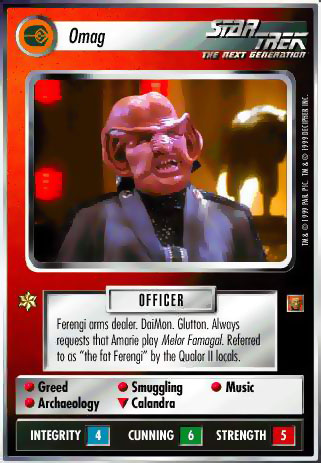 Omag
STAR TREK
THE NEXT GENERATION
TM & © 1999 PAR. PIC. TM & © 1999 DECIPHER INC.
OFFICER
Ferengi arms dealer. DaiMon. Glutton. Always
requests that Amarie play Melor Famagal. Referred
to as "the fat Ferengi" by the Qualor II locals.
Greed Smuggling Music
Archaeology Calandra
INTEGRITY 4 CUNNING 6 STRENGTH 5